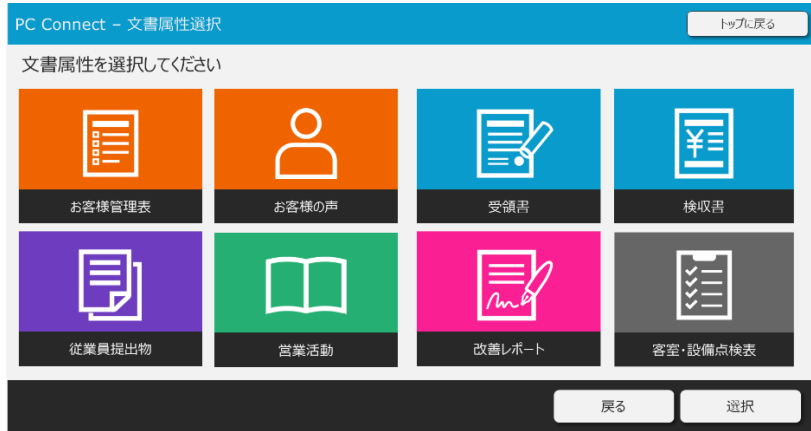 PC Connect – 文書属性選択
トップに戻る
文書属性を選択してください
お客様管理表
お客様の声
受領書
検収書
従業員提出物
営業活動
改善レポート
客室・設備点検表
戻る
選択